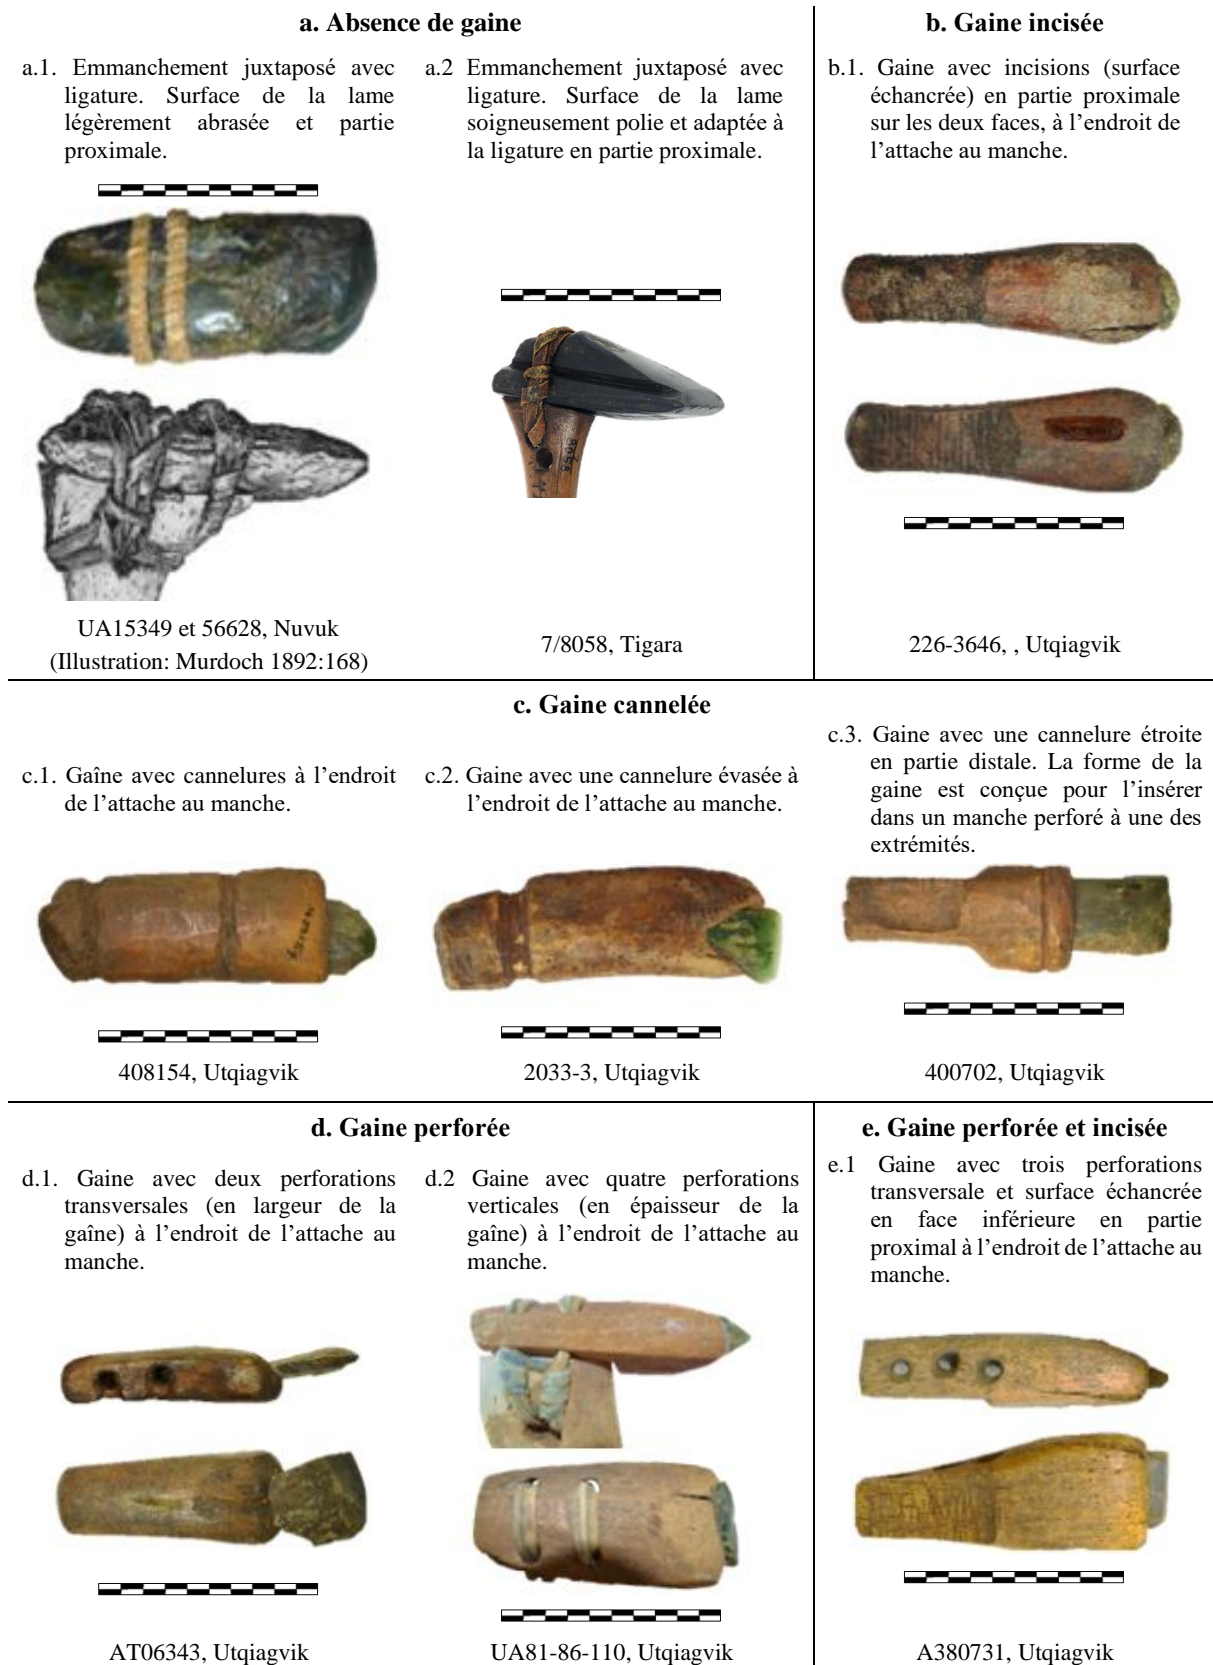 a. Absence de gaine
a.1. Emmanchement juxtaposé avec
ligature. Surface de la lame
légèrement abrasée et partie
proximale.
a.2 Emmanchement juxtaposé avec
ligature. Surface de la lame
soigneusement polie et adaptée à
la ligature en partie proximale.
8058
UA15349 et 56628, Nuvuk
(Illustration: Murdoch 1892:168)
7/8058, Tigara
b. Gaine incisée
b.1. Gaine avec incisions (surface
échancrée) en partie proximale
sur les deux faces, à l'endroit de
l'attache au manche.
226-3646, , Utqiagvik
c. Gaine cannelée
c.1. Gaîne avec cannelures à l'endroit
de l'attache au manche.
408154, Utqiagvik
c.2. Gaine avec une cannelure évasée à
l'endroit de l'attache au manche.
2033-3, Utqiagvik
c.3. Gaine avec une cannelure étroite
en partie distale. La forme de la
gaine est conçue pour l'insérer
dans un manche perforé à une des
extrémités.
400702, Utqiagvik
d. Gaine perforée
d.1. Gaine avec deux perforations
transversales (en largeur de la
gaîne) à l'endroit de l'attache au
manche.
AT06343, Utqiagvik
d.2 Gaine avec quatre perforations
verticales (en épaisseur de la
gaîne) à l'endroit de l'attache au
manche.
UA81-86-110, Utqiagvik
e. Gaine perforée et incisée
e.1 Gaine avec trois perforations
transversale et surface échancrée
en face inférieure en partie
proximal à l'endroit de l'attache au
manche.
A380731, Utqiagvik